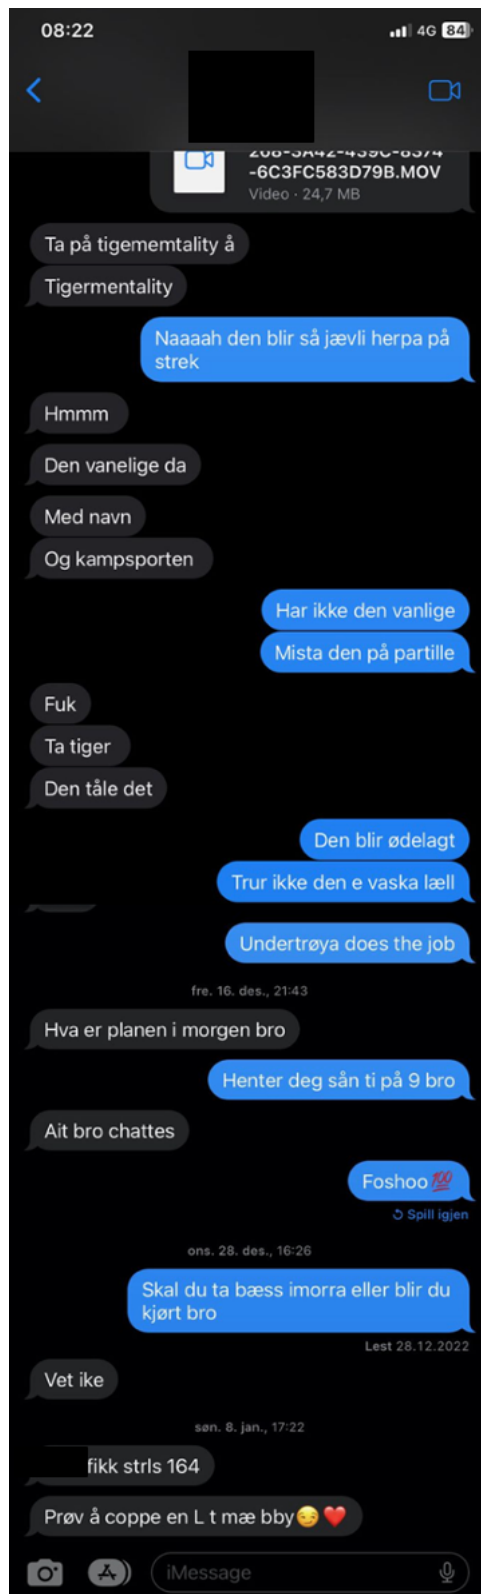 08:22
4G 84
-6C3FC583D79B.MOV
Video · 24,7 MB
Ta på tigememtality å
Tigermentality
Naaaah den blir så jævli herpa på
strek
Hmmm
Den vanelige da
Med navn
Og kampsporten
Har ikke den vanlige
Mista den på partille
Fuk
Ta tiger
Den tåle det
Den blir ødelagt
Trur ikke den e vaska læll
Undertrøya does the job
fre. 16. des., 21:43
Hva er planen i morgen bro
Henter deg sån ti på 9 bro
Ait bro chattes
Foshoo💯
Spill igjen
ons. 28. des., 16:26
Skal du ta bæss imorra eller blir du
kjørt bro
Lest 28.12.2022
Vet ike
søn. 8. jan., 17:22
fikk strls 164
Prøv å coppe en L t mæ bby😏❤️
iMessage